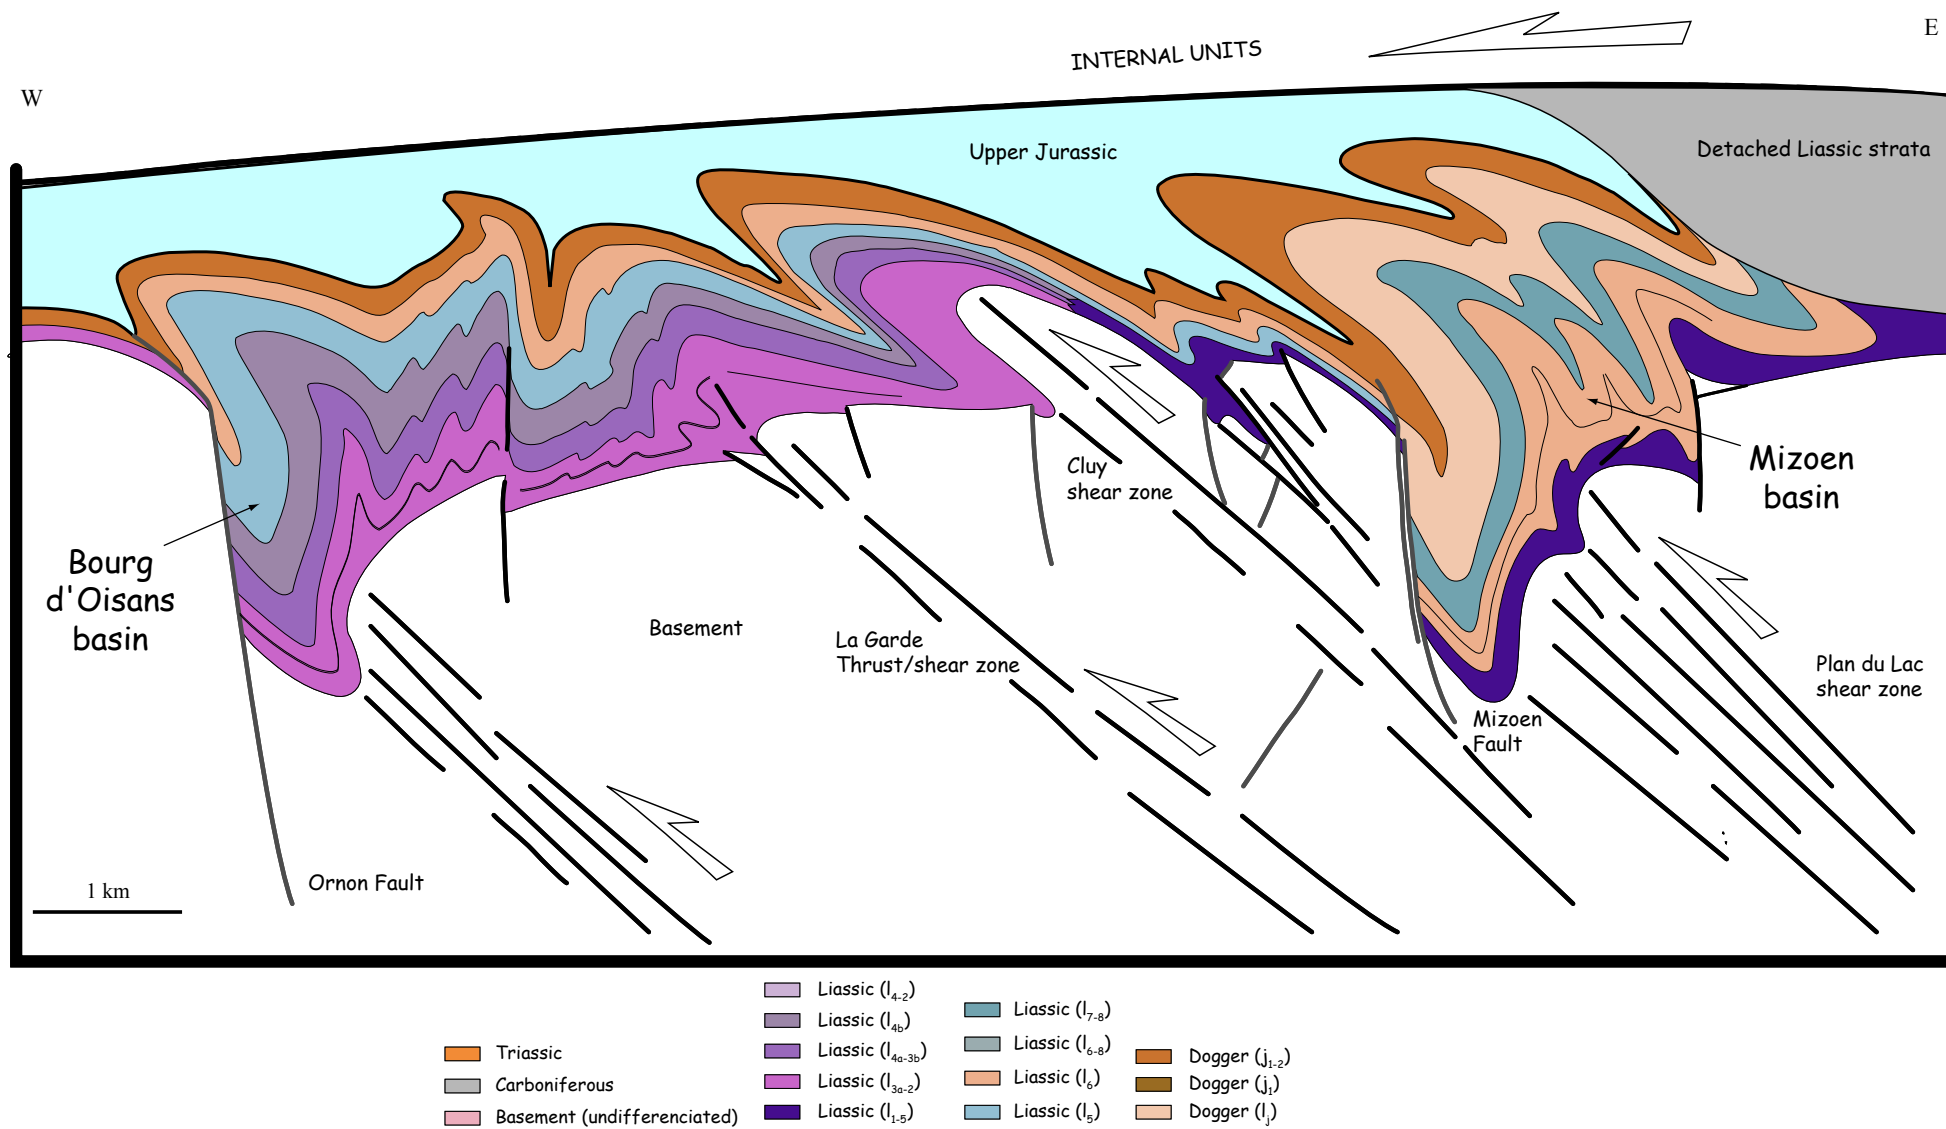 E
INTERNAL UNITS
W
Upper Jurassic
Detached Liassic strata
Mizoen
basin
Cluy
shear zone
Bourg
d'Oisans
basin
Basement
La Garde
Thrust/shear zone
Plan du Lac
shear zone
Mizoen
Fault
Ornon Fault
1 km
Triassic
Carboniferous
Basement (undifferenciated)
Liassic (l4-2)
Liassic (l4b)
Liassic (l4a-3b)
Liassic (l3a-2)
Liassic (l1-5)
Liassic (l7-8)
Liassic (l6-8)
Liassic (l6)
Liassic (l5)
Dogger (j1-2)
Dogger (j1)
Dogger (lj)